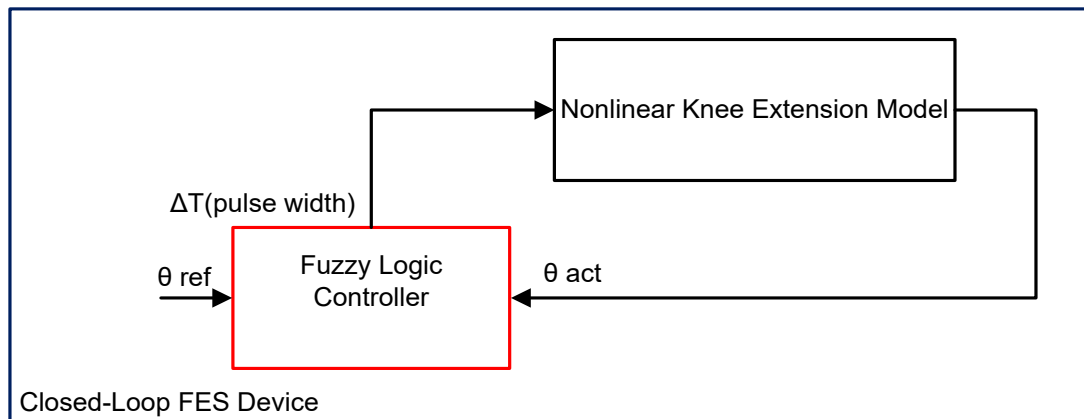 Nonlinear Knee Extension Model
ΔT(pulse width)
θ ref
Fuzzy Logic
Controller
θ act
Closed-Loop FES Device